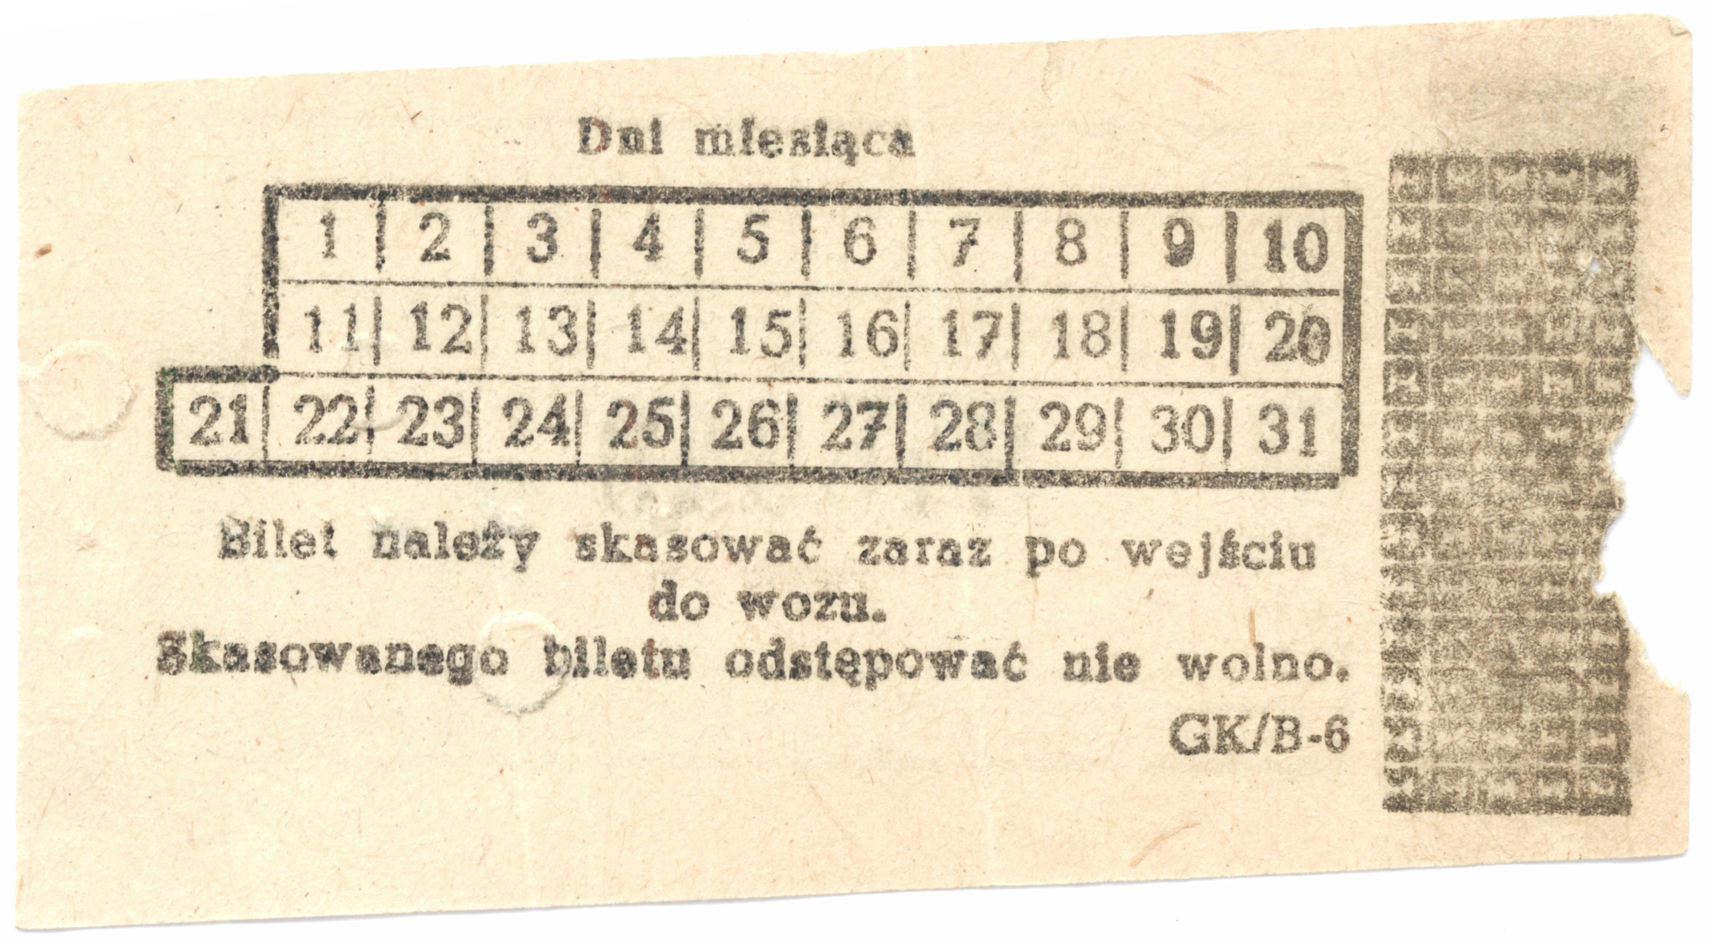 Dni miesiąca
1 2 3 4 5 6 7 8 9 10
11 12 13 14 15 16 17 18 19 20
21 22 23 24 25 26 27 28 29 30 31
Bilet należy skasować zaraz po wejściu
do wozu.
Skasowanego biletu odstępować nie wolno.
GK/B-6